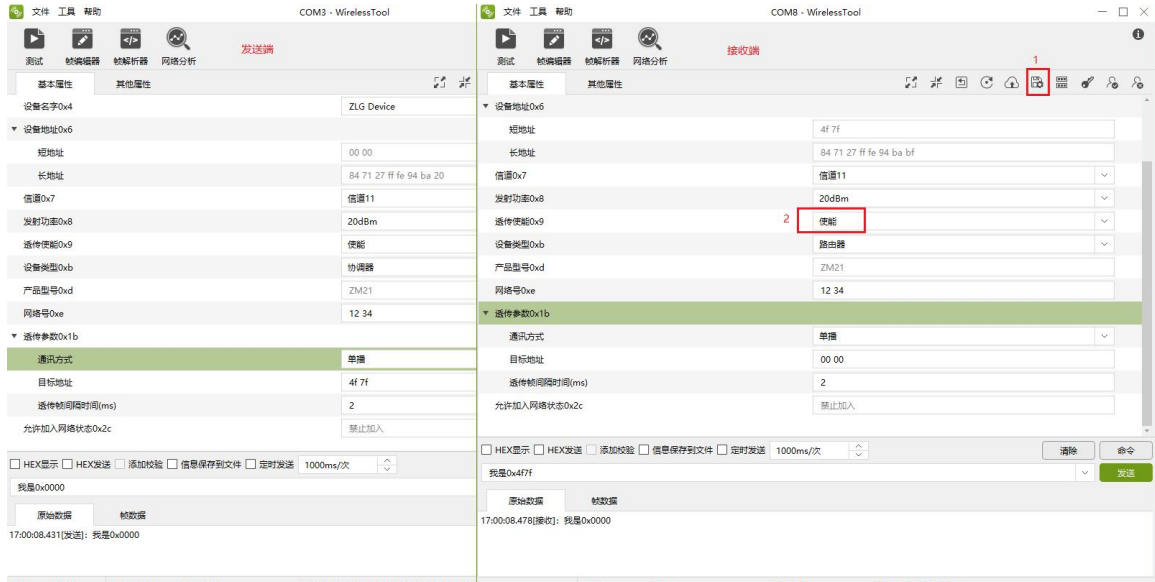 文件 工具 帮助
COM3 - WirelessTool
测试 帧编辑器 帧解析器 网络分析
发送端
基本属性 其他属性
设备名字0x4 ZLG Device
设备地址0x6
短地址 00 00
长地址 84 71 27 ff fe 94 ba 20
信道0x7 信道11
发射功率0x8 20dBm
透传使能0x9 使能
设备类型0xb 协调器
产品型号0xd ZM21
网络号0xe 12 34
透传参数0x1b
通讯方式 单播
目标地址 4f 7f
透传帧间隔时间(ms) 2
允许加入网络状态0x2c 禁止加入
HEX显示 HEX发送 添加校验 信息保存到文件 定时发送 1000ms/次
我是0x0000
原始数据 帧数据
17:00:08.431[发送]: 我是0x0000
文件 工具 帮助
COM8 - WirelessTool
测试 帧编辑器 帧解析器 网络分析
接收端
1
基本属性 其他属性
设备地址0x6
短地址 4f 7f
长地址 84 71 27 ff fe 94 ba bf
信道0x7 信道11
发射功率0x8 20dBm
透传使能0x9 2 使能
设备类型0xb 路由器
产品型号0xd ZM21
网络号0xe 12 34
透传参数0x1b
通讯方式 单播
目标地址 00 00
透传帧间隔时间(ms) 2
允许加入网络状态0x2c 禁止加入
HEX显示 HEX发送 添加校验 信息保存到文件 定时发送 1000ms/次 清除 命令
我是0x4f7f 发送
原始数据 帧数据
17:00:08.478[接收]: 我是0x0000